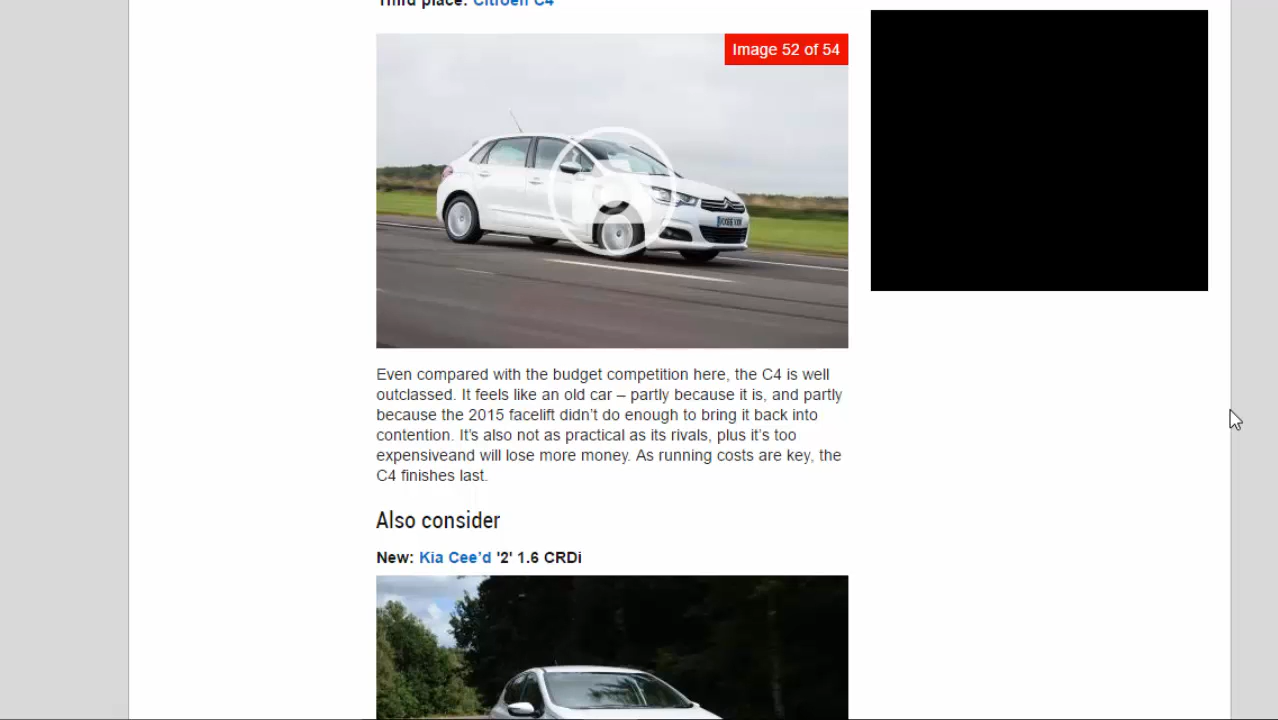 Third place: Citroen C4
Image 52 of 54
Even compared with the budget competition here, the C4 is well
outclassed. It feels like an old car – partly because it is, and partly
because the 2015 facelift didn't do enough to bring it back into
contention. It's also not as practical as its rivals, plus it's too
expensiveand will lose more money. As running costs are key, the
C4 finishes last.
Also consider
New: Kia Cee'd '2' 1.6 CRDi